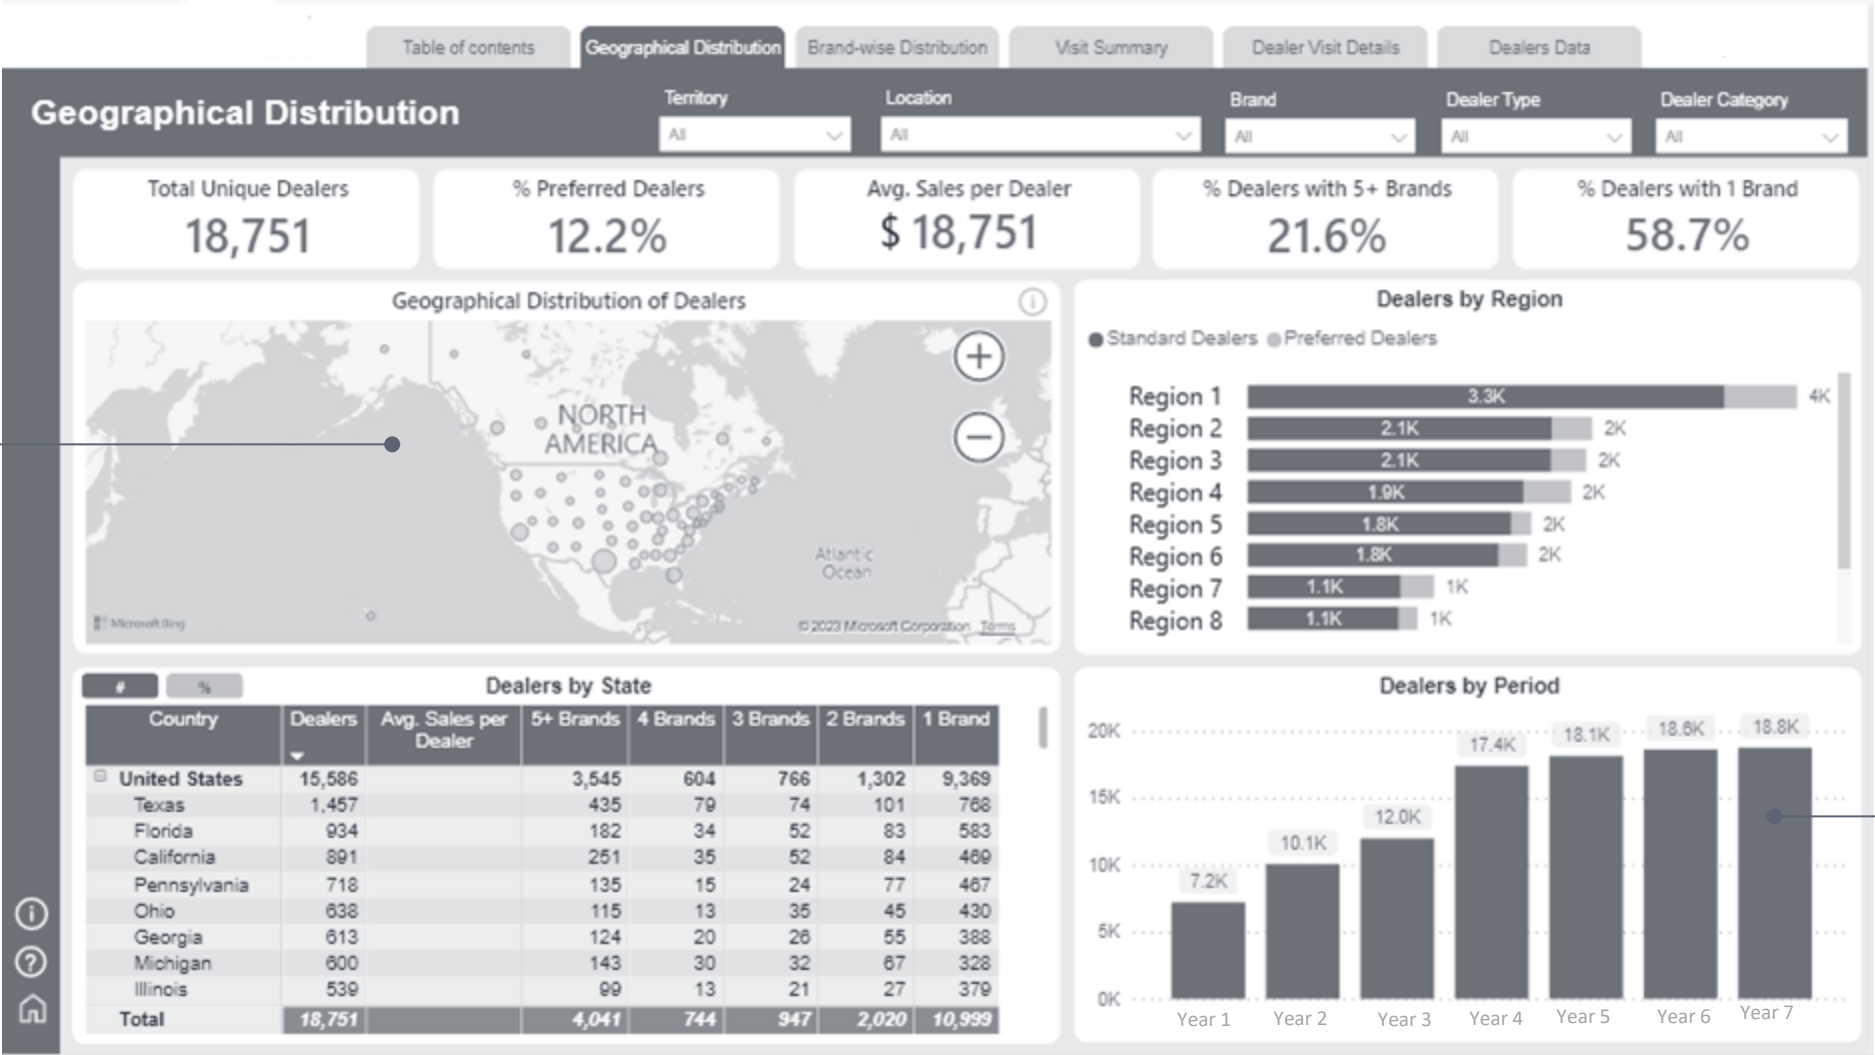 Table of contents
Geographical Distribution
Brand-wise Distribution
Visit Summary
Dealer Visit Details
Dealers Data
Geographical Distribution
Territory
All
Location
All
Brand
All
Dealer Type
All
Dealer Category
All
Total Unique Dealers
18,751
% Preferred Dealers
12.2%
Avg. Sales per Dealer
$ 18,751
% Dealers with 5+ Brands
21.6%
% Dealers with 1 Brand
58.7%
Geographical Distribution of Dealers
NORTH
AMERICA
Atlantic
Ocean
Microsoft Bing
© 2023 Microsoft Corporation Terms
Dealers by Region
Standard Dealers Preferred Dealers
Region 1 3.3K 4K
Region 2 2.1K 2K
Region 3 2.1K 2K
Region 4 1.9K 2K
Region 5 1.8K 2K
Region 6 1.8K 2K
Region 7 1.1K 1K
Region 8 1.1K 1K
# %
Dealers by State
Country Dealers Avg. Sales per Dealer 5+ Brands 4 Brands 3 Brands 2 Brands 1 Brand
United States 15,586 3,545 604 766 1,302 9,369
Texas 1,457 435 79 74 101 768
Florida 934 182 34 52 83 583
California 891 251 35 52 84 469
Pennsylvania 718 135 15 24 77 467
Ohio 638 115 13 35 45 430
Georgia 613 124 20 26 55 388
Michigan 600 143 30 32 67 328
Illinois 539 99 13 21 27 379
Total 18,751 4,041 744 947 2,020 10,999
Dealers by Period
20K
15K
10K
5K
0K
7.2K
10.1K
12.0K
17.4K
18.1K
18.6K
18.8K
Year 1 Year 2 Year 3 Year 4 Year 5 Year 6 Year 7